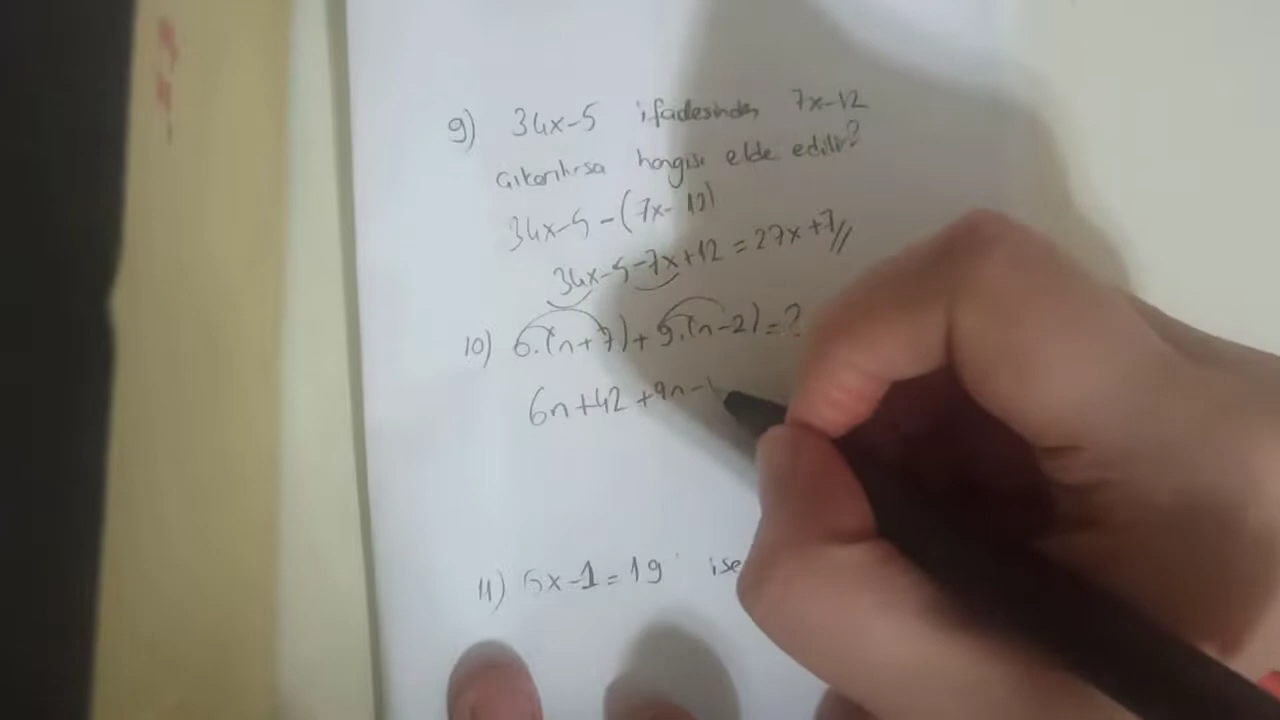 9) 34x-5 ifadesinden 7x-12
çıkarılırsa hangisi elde edilir?
34x-5-(7x-12)
34x-5-7x+12=27x+7//
10) 6.(n+7)+9.(n-2)=?
6n+42+9n-1
11) 5x-1=19 ise